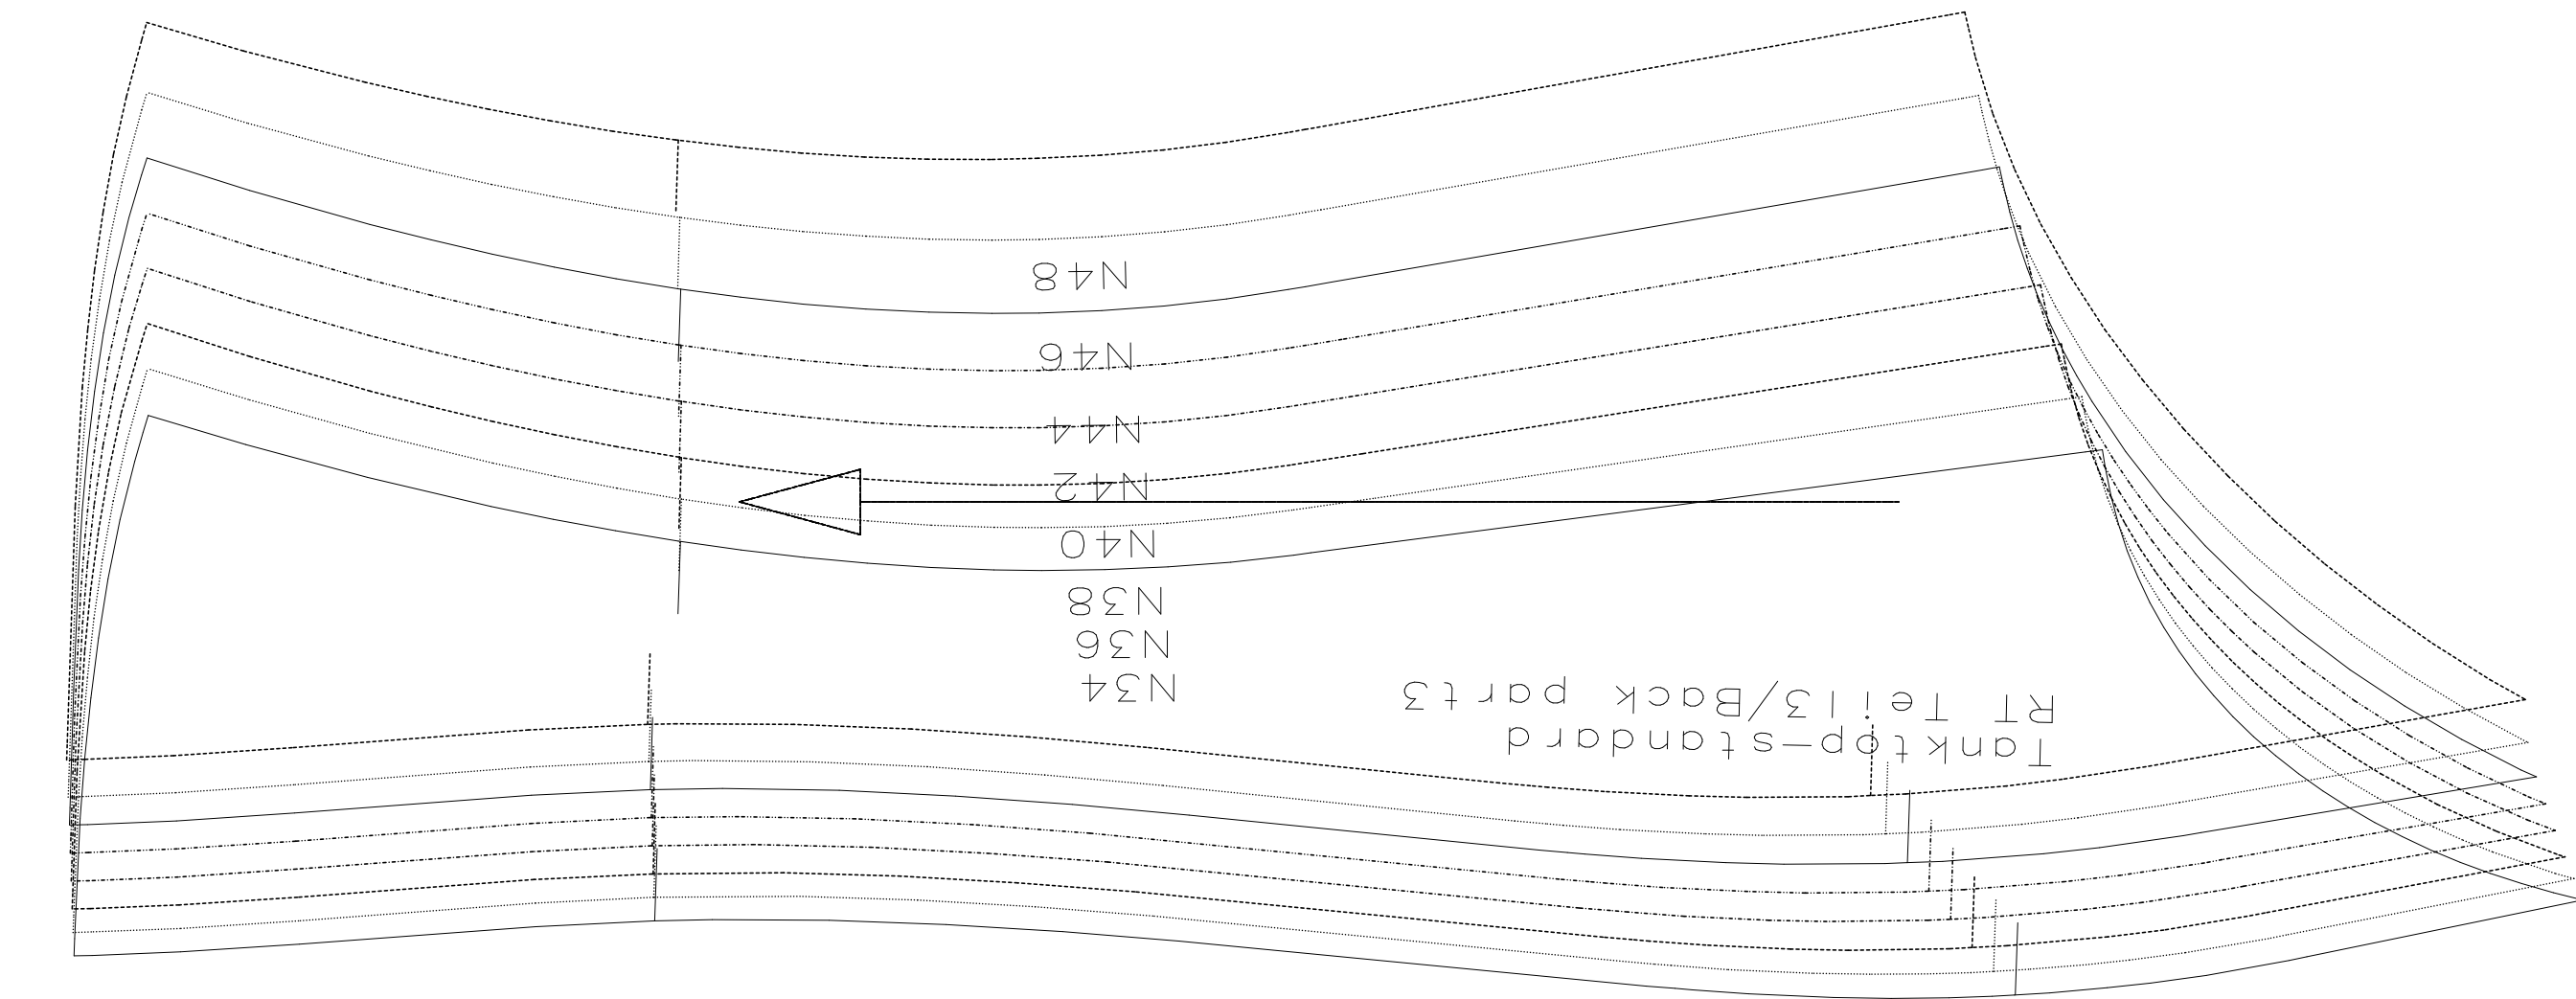 Tanktop-standard
RT Teil3/Back part3
N34
N36
N38
N40
N42
N44
N46
N48